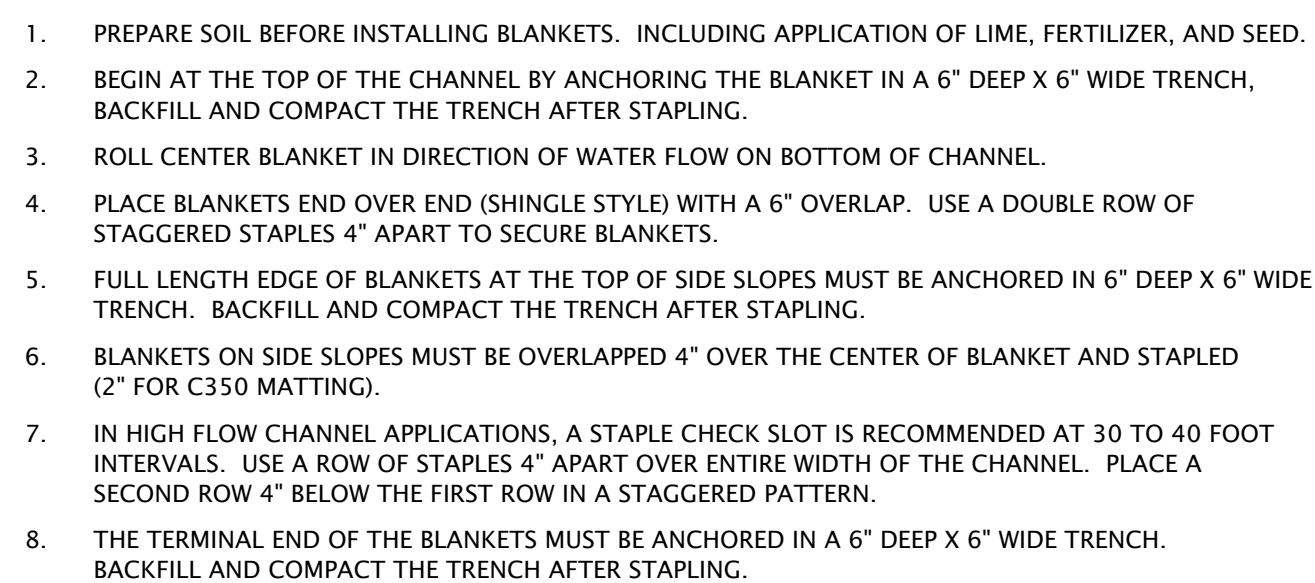 1. PREPARE SOIL BEFORE INSTALLING BLANKETS. INCLUDING APPLICATION OF LIME, FERTILIZER, AND SEED.
2. BEGIN AT THE TOP OF THE CHANNEL BY ANCHORING THE BLANKET IN A 6" DEEP X 6" WIDE TRENCH,
BACKFILL AND COMPACT THE TRENCH AFTER STAPLING.
3. ROLL CENTER BLANKET IN DIRECTION OF WATER FLOW ON BOTTOM OF CHANNEL.
4. PLACE BLANKETS END OVER END (SHINGLE STYLE) WITH A 6" OVERLAP. USE A DOUBLE ROW OF
STAGGERED STAPLES 4" APART TO SECURE BLANKETS.
5. FULL LENGTH EDGE OF BLANKETS AT THE TOP OF SIDE SLOPES MUST BE ANCHORED IN 6" DEEP X 6" WIDE
TRENCH. BACKFILL AND COMPACT THE TRENCH AFTER STAPLING.
6. BLANKETS ON SIDE SLOPES MUST BE OVERLAPPED 4" OVER THE CENTER OF BLANKET AND STAPLED
(2" FOR C350 MATTING).
7. IN HIGH FLOW CHANNEL APPLICATIONS, A STAPLE CHECK SLOT IS RECOMMENDED AT 30 TO 40 FOOT
INTERVALS. USE A ROW OF STAPLES 4" APART OVER ENTIRE WIDTH OF THE CHANNEL. PLACE A
SECOND ROW 4" BELOW THE FIRST ROW IN A STAGGERED PATTERN.
8. THE TERMINAL END OF THE BLANKETS MUST BE ANCHORED IN A 6" DEEP X 6" WIDE TRENCH.
BACKFILL AND COMPACT THE TRENCH AFTER STAPLING.